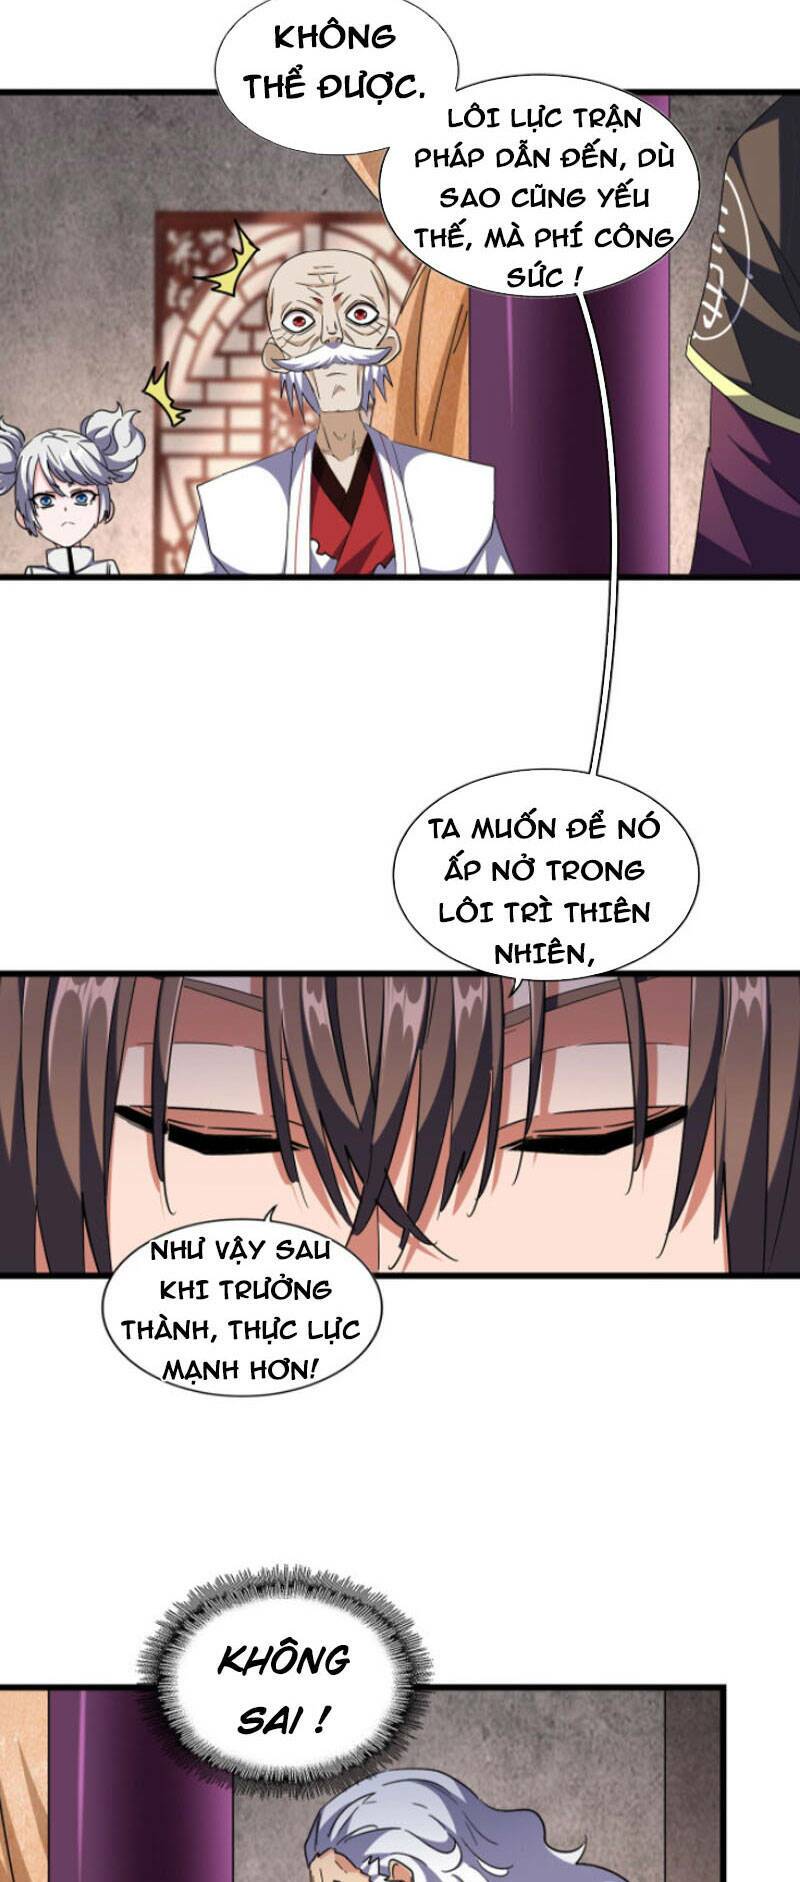 KHÔNG
THỂ ĐƯỢC.
LÔI LỰC TRẬN
PHÁP DẪN ĐẾN, DÙ
SAO CŨNG YẾU
THẾ, MÀ PHÍ CÔNG
SỨC !
TA MUỐN ĐỂ NÓ
ẤP NỞ TRONG
LÔI TRÌ THIÊN
NHIÊN,
NHƯ VẬY SAU
KHI TRƯỞNG
THÀNH, THỰC LỰC
MẠNH HƠN!
KHÔNG
SAI !